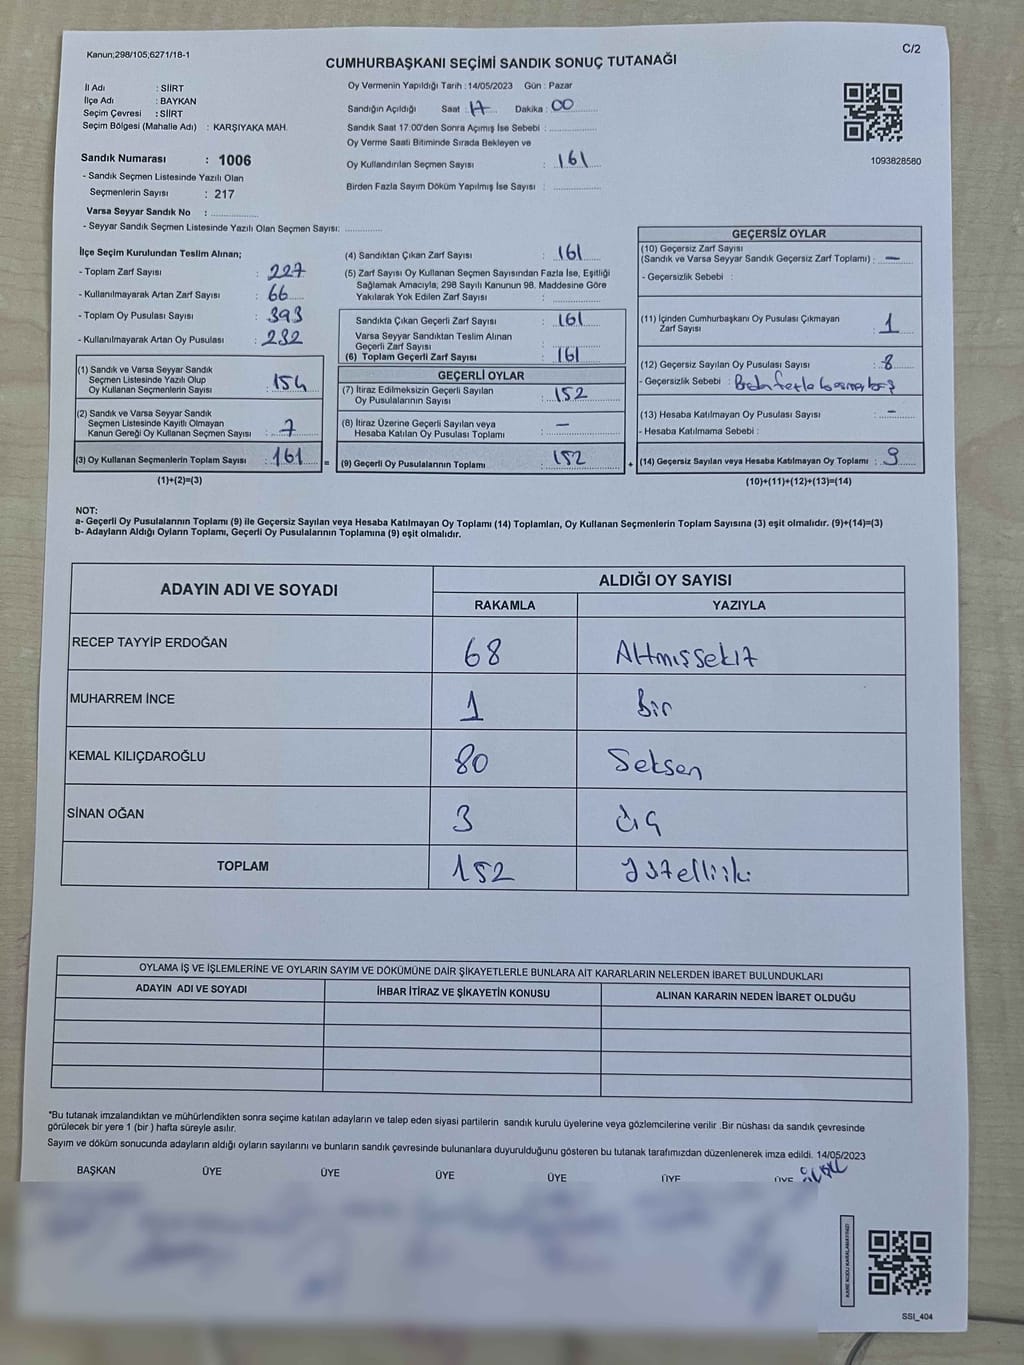 Kanun;298/105;6271/18-1
C/2
CUMHURBAŞKANI SEÇİMİ SANDIK SONUÇ TUTANAĞI
İl Adı : SİİRT
İlçe Adı : BAYKAN
Seçim Çevresi : SİİRT
Seçim Bölgesi (Mahalle Adı) : KARŞIYAKA MAH.
Sandık Numarası : 1006
- Sandık Seçmen Listesinde Yazılı Olan
Seçmenlerin Sayısı : 217
Varsa Seyyar Sandık No :
- Seyyar Sandık Seçmen Listesinde Yazılı Olan Seçmen Sayısı:
Oy Vermenin Yapıldığı Tarih : 14/05/2023 Gün : Pazar
Sandığın Açıldığı Saat : 17 Dakika : 00
Sandık Saat 17:00'den Sonra Açımış İse Sebebi :
Oy Verme Saati Bitiminde Sırada Bekleyen ve
Oy Kullandırılan Seçmen Sayısı : 161
Birden Fazla Sayım Döküm Yapılmış İse Sayısı :
1093828580
İlçe Seçim Kurulundan Teslim Alınan;
- Toplam Zarf Sayısı : 227
- Kullanılmayarak Artan Zarf Sayısı : 66
- Toplam Oy Pusulası Sayısı : 393
- Kullanılmayarak Artan Oy Pusulası : 232
(1) Sandık ve Varsa Seyyar Sandık
Seçmen Listesinde Yazılı Olup
Oy Kullanan Seçmenlerin Sayısı : 154
(2) Sandık ve Varsa Seyyar Sandık
Seçmen Listesinde Kayıtlı Olmayan
Kanun Gereği Oy Kullanan Seçmen Sayısı : 7
(3) Oy Kullanan Seçmenlerin Toplam Sayısı : 161
(1)+(2)=(3)
(4) Sandıktan Çıkan Zarf Sayısı : 161
(5) Zarf Sayısı Oy Kullanan Seçmen Sayısından Fazla İse, Eşitliği
Sağlamak Amacıyla, 298 Sayılı Kanunun 98. Maddesine Göre
Yakılarak Yok Edilen Zarf Sayısı :
Sandıkta Çıkan Geçerli Zarf Sayısı : 161
Varsa Seyyar Sandıktan Teslim Alınan
Geçerli Zarf Sayısı :
(6) Toplam Geçerli Zarf Sayısı : 161
GEÇERLİ OYLAR
(7) İtiraz Edilmeksizin Geçerli Sayılan
Oy Pusulalarının Sayısı : 152
(8) İtiraz Üzerine Geçerli Sayılan veya
Hesaba Katılan Oy Pusulası Toplamı : —
= (9) Geçerli Oy Pusulalarının Toplamı : 152
GEÇERSİZ OYLAR
(10) Geçersiz Zarf Sayısı
(Sandık ve Varsa Seyyar Sandık Geçersiz Zarf Toplamı) : —
- Geçersizlik Sebebi :
(11) İçinden Cumhurbaşkanı Oy Pusulası Çıkmayan
Zarf Sayısı : 1
(12) Geçersiz Sayılan Oy Pusulası Sayısı : 8
- Geçersizlik Sebebi :
(13) Hesaba Katılmayan Oy Pusulası Sayısı : -
- Hesaba Katılmama Sebebi :
+ (14) Geçersiz Sayılan veya Hesaba Katılmayan Oy Toplamı : 9
(10)+(11)+(12)+(13)=(14)
NOT:
a- Geçerli Oy Pusulalarının Toplamı (9) ile Geçersiz Sayılan veya Hesaba Katılmayan Oy Toplamı (14) Toplamları, Oy Kullanan Seçmenlerin Toplam Sayısına (3) eşit olmalıdır. (9)+(14)=(3)
b- Adayların Aldığı Oyların Toplamı, Geçerli Oy Pusulalarının Toplamına (9) eşit olmalıdır.
ADAYIN ADI VE SOYADI ALDIĞI OY SAYISI
RAKAMLA YAZIYLA
RECEP TAYYİP ERDOĞAN 68 Altmışsekiz
MUHARREM İNCE 1 Bir
KEMAL KILIÇDAROĞLU 80 Seksen
SİNAN OĞAN 3 Üç
TOPLAM 152 Yüzelliiki
OYLAMA İŞ VE İŞLEMLERİNE VE OYLARIN SAYIM VE DÖKÜMÜNE DAİR ŞİKAYETLERLE BUNLARA AİT KARARLARIN NELERDEN İBARET BULUNDUKLARI
ADAYIN ADI VE SOYADI İHBAR İTİRAZ VE ŞİKAYETİN KONUSU ALINAN KARARIN NEDEN İBARET OLDUĞU
*Bu tutanak imzalandıktan ve mühürlendikten sonra seçime katılan adayların ve talep eden siyasi partilerin sandık kurulu üyelerine veya gözlemcilerine verilir .Bir nüshası da sandık çevresinde
görülecek bir yere 1 (bir ) hafta süreyle asılır.
Sayım ve döküm sonucunda adayların aldığı oyların sayılarını ve bunların sandık çevresinde bulunanlara duyurulduğunu gösteren bu tutanak tarafımızdan düzenlenerek imza edildi. 14/05/2023
BAŞKAN ÜYE ÜYE ÜYE ÜYE ÜYE ÜYE
SSI_404